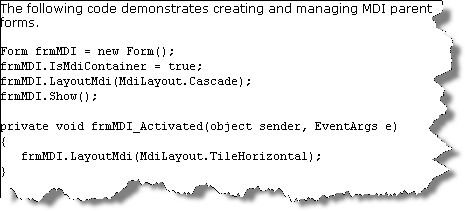 The following code demonstrates creating and managing MDI parent
forms.
Form frmMDI = new Form();
frmMDI.IsMdiContainer = true;
frmMDI.LayoutMdi(MdiLayout.Cascade);
frmMDI.Show();
private void frmMDI_Activated(object sender, EventArgs e)
{
   frmMDI.LayoutMdi(MdiLayout.TileHorizontal);
}